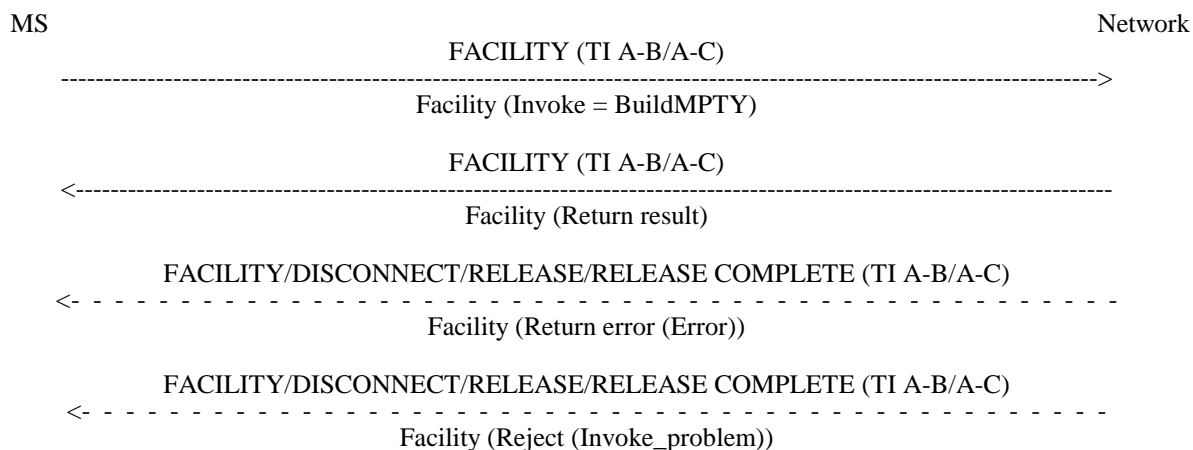 MS Network
FACILITY (TI A-B/A-C)
Facility (Invoke = BuildMPTY)
FACILITY (TI A-B/A-C)
Facility (Return result)
FACILITY/DISCONNECT/RELEASE/RELEASE COMPLETE (TI A-B/A-C)
Facility (Return error (Error))
FACILITY/DISCONNECT/RELEASE/RELEASE COMPLETE (TI A-B/A-C)
Facility (Reject (Invoke_problem))